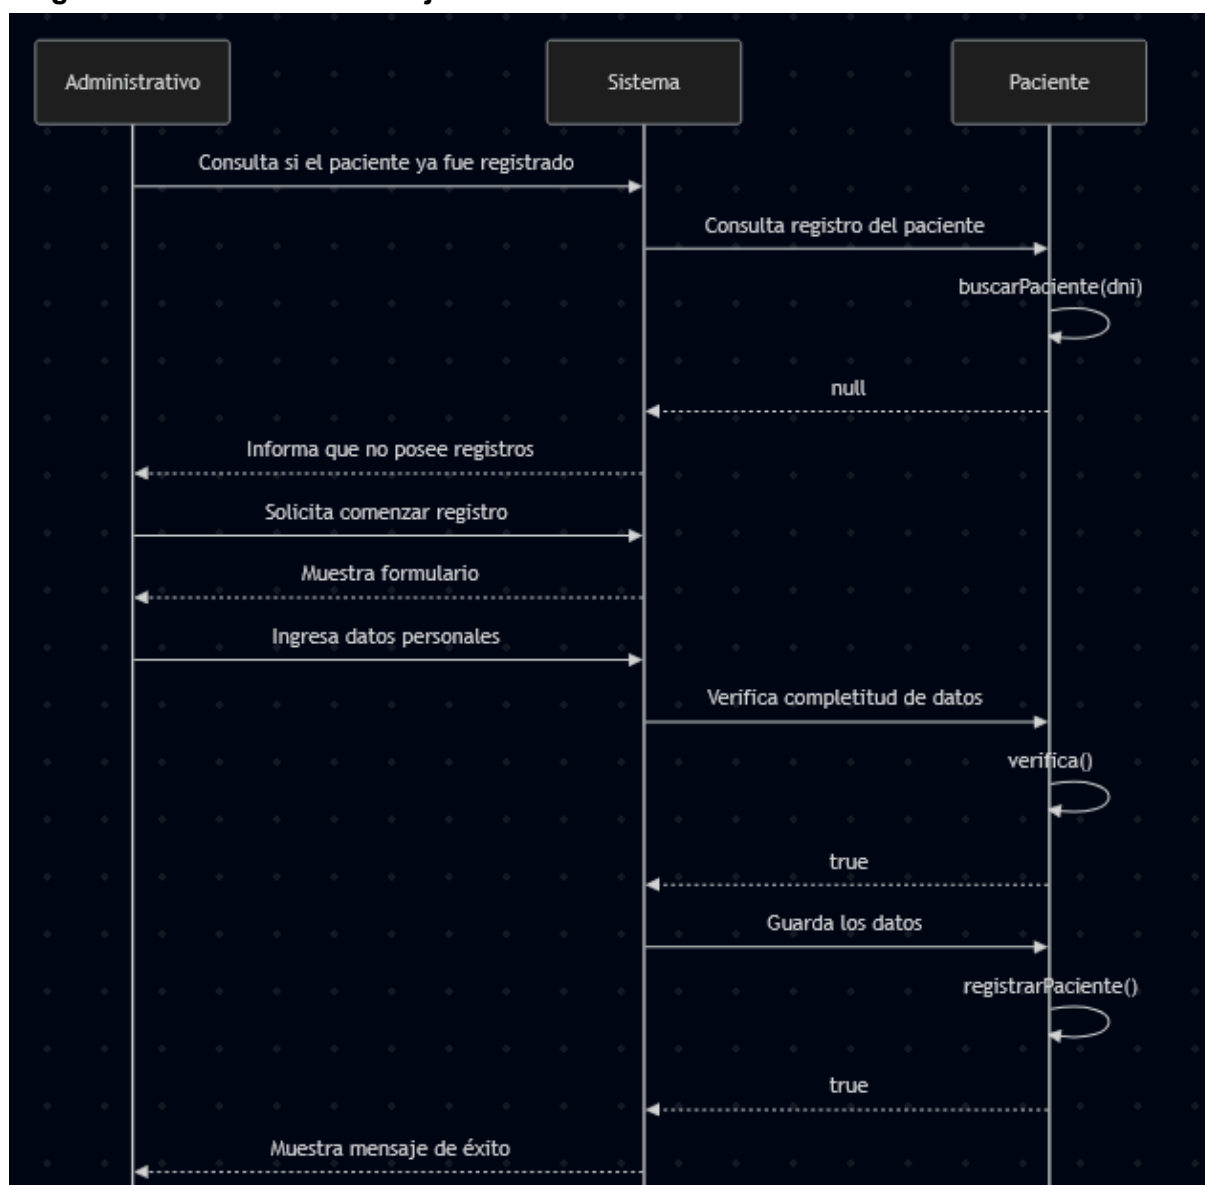 Administrativo
Sistema
Paciente
Consulta si el paciente ya fue registrado
Consulta registro del paciente
buscarPaciente(dni)
null
Informa que no posee registros
Solicita comenzar registro
Muestra formulario
Ingresa datos personales
Verifica completitud de datos
verifica()
true
Guarda los datos
registrarPaciente()
true
Muestra mensaje de éxito